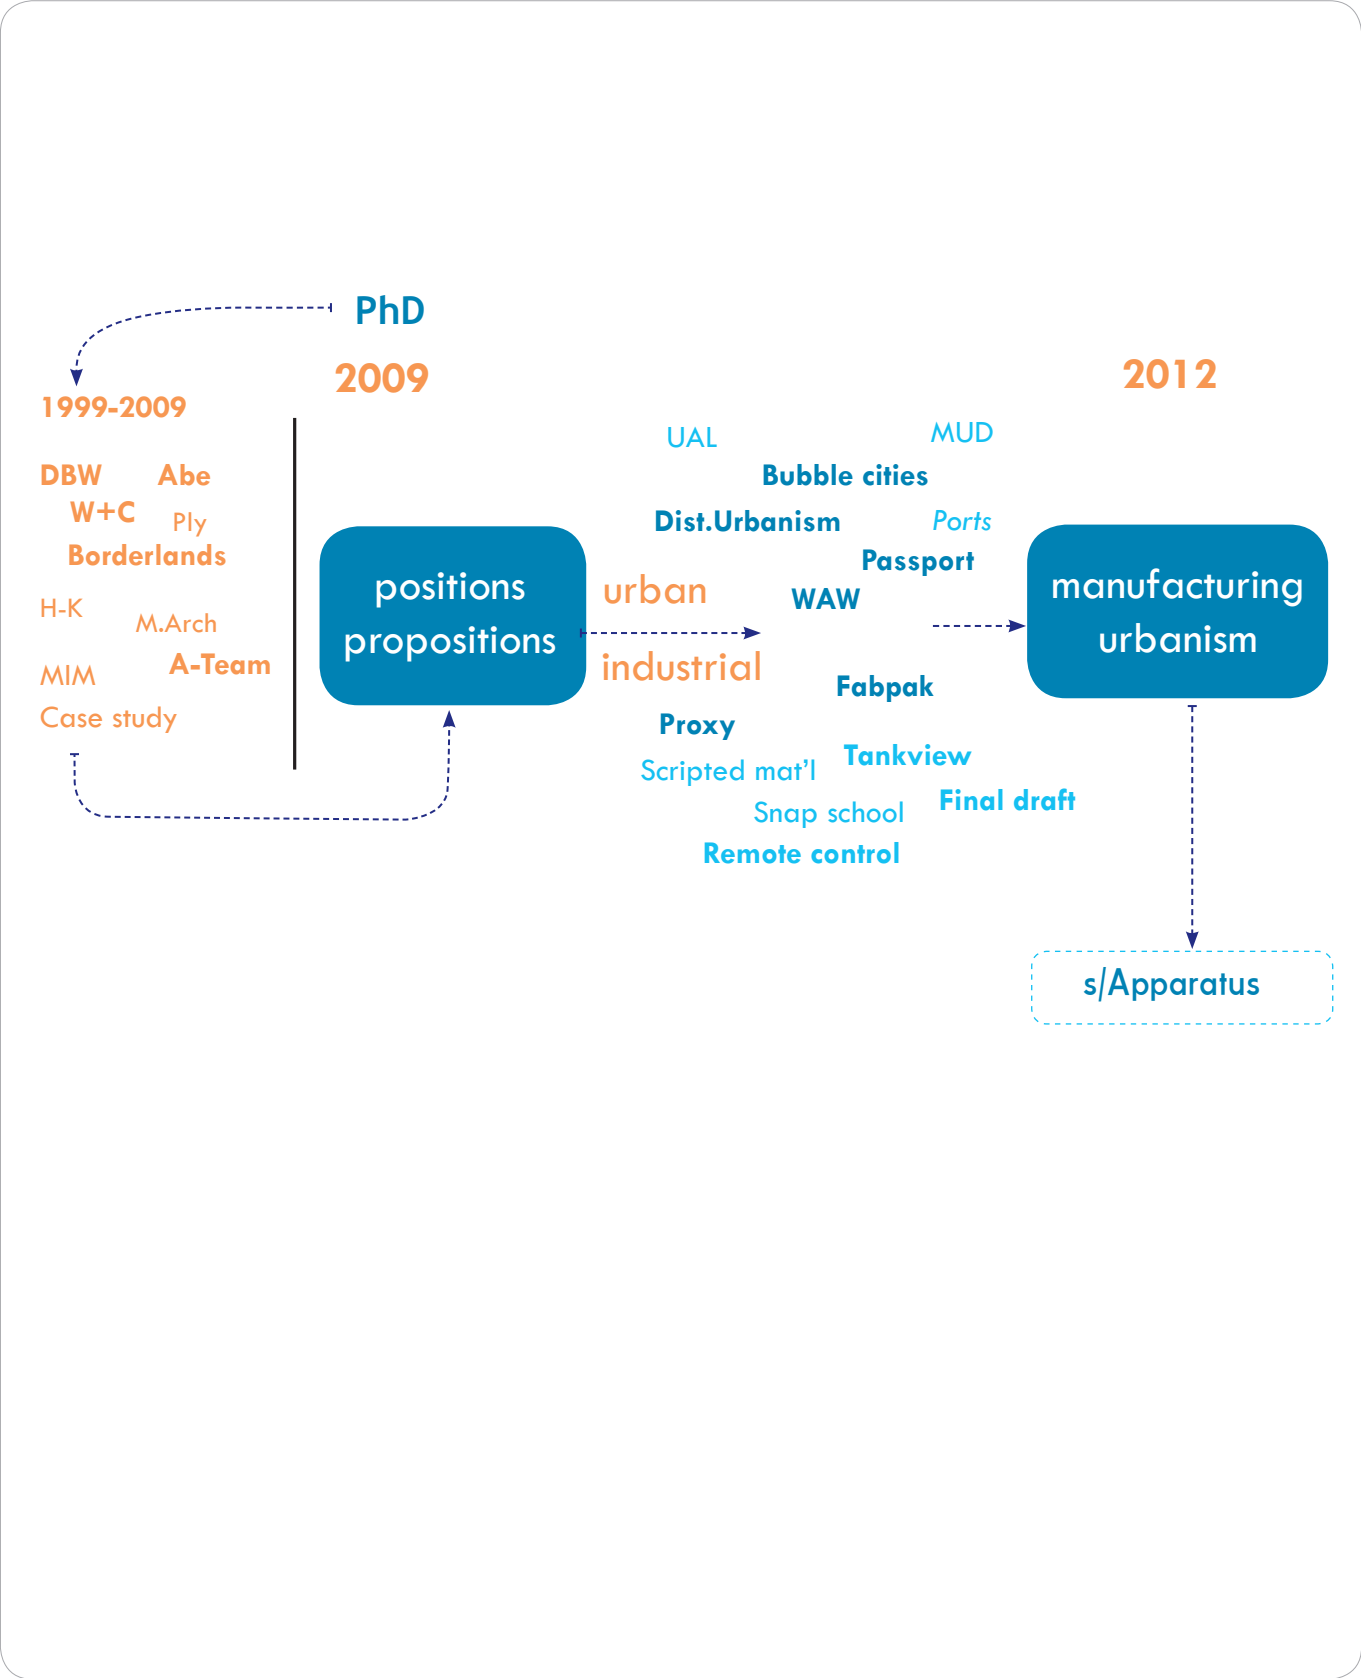 PhD
2009
2012
1999-2009
DBW
Abe
W+C
Ply
Borderlands
H-K
M.Arch
MIM
A-Team
Case study
positions
propositions
urban
industrial
UAL
MUD
Bubble cities
Dist.Urbanism
Ports
Passport
WAW
Fabpak
Proxy
Tankview
Scripted mat’l
Final draft
Snap school
Remote control
manufacturing
urbanism
s/Apparatus